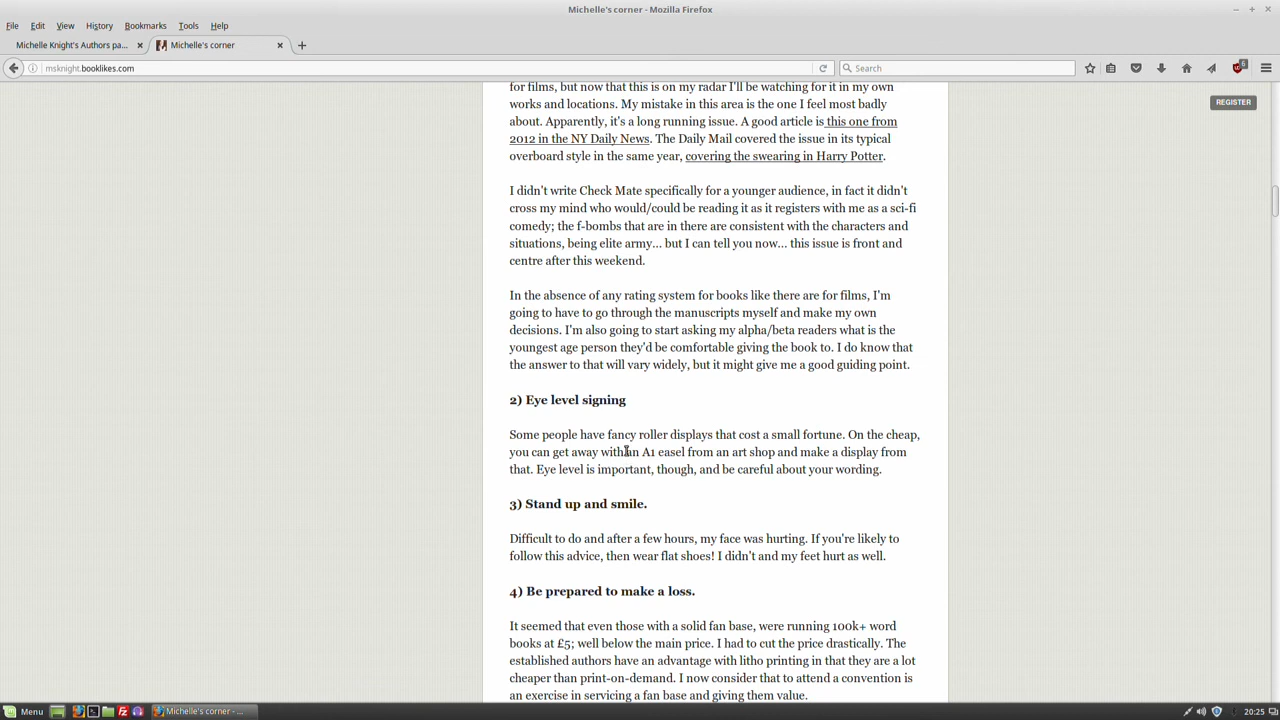 Michelle's corner - Mozilla Firefox
File Edit View History Bookmarks Tools Help
Michelle Knight's Authors pa...
Michelle's corner
msknight.booklikes.com
Search
6
REGISTER
for films, but now that this is on my radar I'll be watching for it in my own
works and locations. My mistake in this area is the one I feel most badly
about. Apparently, it's a long running issue. A good article is this one from
2012 in the NY Daily News. The Daily Mail covered the issue in its typical
overboard style in the same year, covering the swearing in Harry Potter.
I didn't write Check Mate specifically for a younger audience, in fact it didn't
cross my mind who would/could be reading it as it registers with me as a sci-fi
comedy; the f-bombs that are in there are consistent with the characters and
situations, being elite army... but I can tell you now... this issue is front and
centre after this weekend.
In the absence of any rating system for books like there are for films, I'm
going to have to go through the manuscripts myself and make my own
decisions. I'm also going to start asking my alpha/beta readers what is the
youngest age person they'd be comfortable giving the book to. I do know that
the answer to that will vary widely, but it might give me a good guiding point.
2) Eye level signing
Some people have fancy roller displays that cost a small fortune. On the cheap,
you can get away with an A1 easel from an art shop and make a display from
that. Eye level is important, though, and be careful about your wording.
3) Stand up and smile.
Difficult to do and after a few hours, my face was hurting. If you're likely to
follow this advice, then wear flat shoes! I didn't and my feet hurt as well.
4) Be prepared to make a loss.
It seemed that even those with a solid fan base, were running 100k+ word
books at £5; well below the main price. I had to cut the price drastically. The
established authors have an advantage with litho printing in that they are a lot
cheaper than print-on-demand. I now consider that to attend a convention is
an exercise in servicing a fan base and giving them value.
Menu
Michelle's corner - ...
20:25